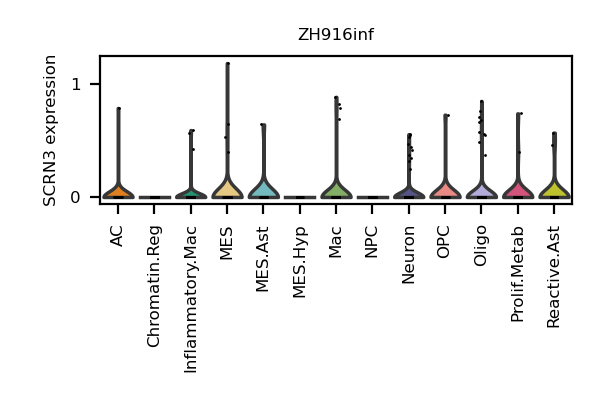 ZH916inf
SCRN3 expression
1
0
AC
Chromatin.Reg
Inflammatory.Mac
MES
MES.Ast
MES.Hyp
Mac
NPC
Neuron
OPC
Oligo
Prolif.Metab
Reactive.Ast